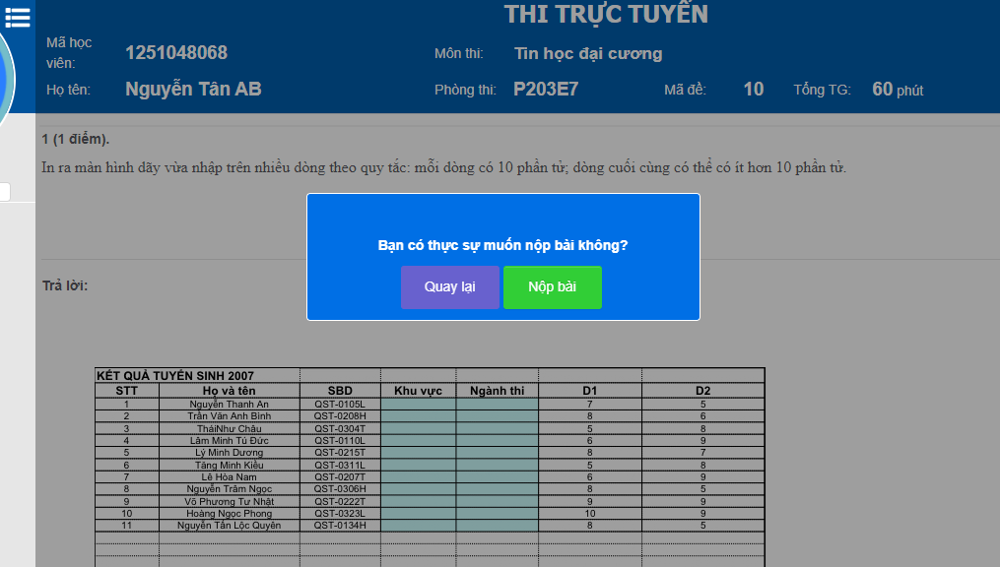 THI TRỰC TUYẾN
Mã học viên: 1251048068 Môn thi: Tin học đại cương
Họ tên: Nguyễn Tân AB Phòng thi: P203E7 Mã đề: 10 Tổng TG: 60 phút
1 (1 điểm).
In ra màn hình dãy vừa nhập trên nhiều dòng theo quy tắc: mỗi dòng có 10 phần tử; dòng cuối cùng có thể có ít hơn 10 phần tử.
Bạn có thực sự muốn nộp bài không?
Quay lại Nộp bài
Trả lời:
KẾT QUẢ TUYỂN SINH 2007
STT Họ và tên SBD Khu vực Ngành thi D1 D2
1 Nguyễn Thanh An QST-0105L 7 5
2 Trần Văn Anh Bình QST-0208H 8 6
3 TháiNhư Châu QST-0304T 5 8
4 Lâm Minh Tú Đức QST-0110L 6 9
5 Lý Minh Dương QST-0215T 8 7
6 Tăng Minh Kiều QST-0311L 5 8
7 Lê Hòa Nam QST-0207T 6 9
8 Nguyễn Trâm Ngọc QST-0306H 8 5
9 Võ Phương Tư Nhật QST-0222T 9 9
10 Hoàng Ngọc Phong QST-0323L 10 9
11 Nguyễn Tấn Lộc Quyên QST-0134H 8 5